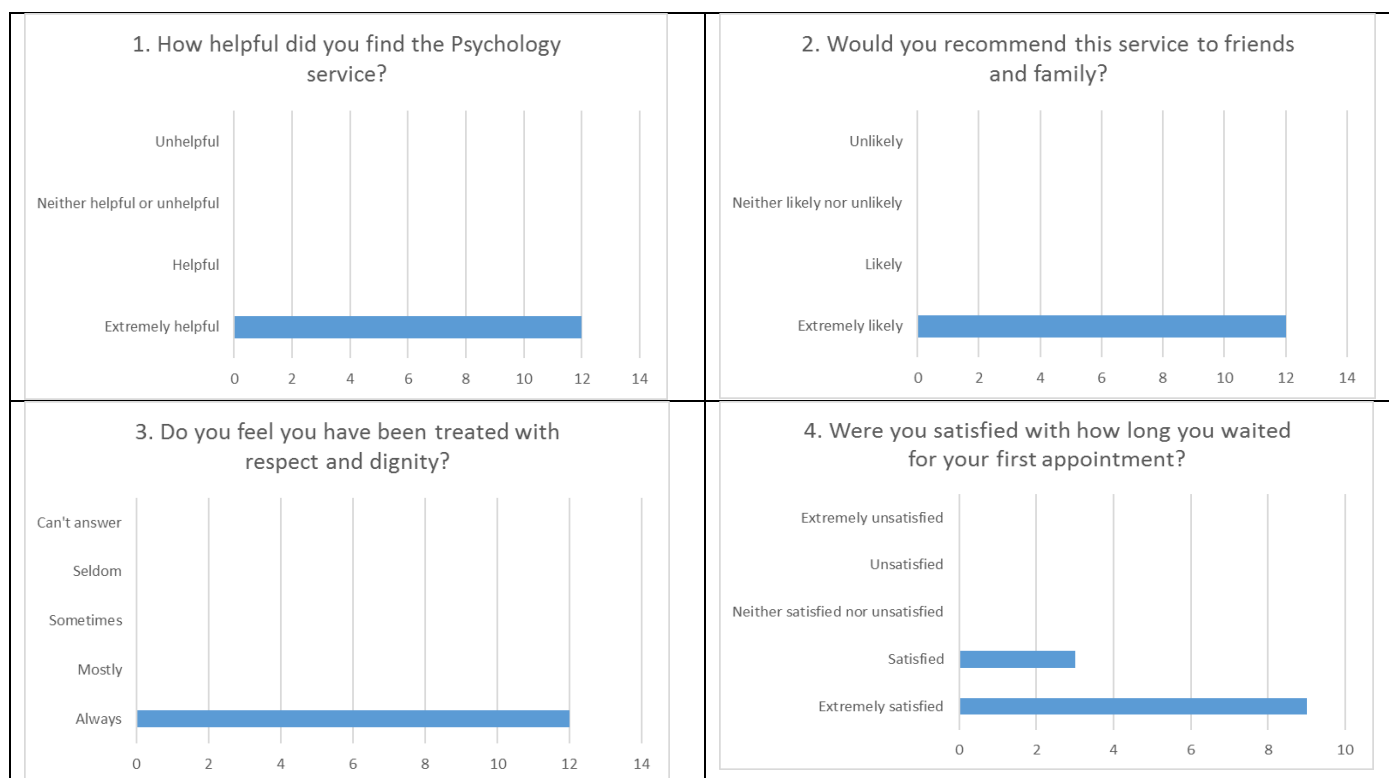 1. How helpful did you find the Psychology
service?
Unhelpful
Neither helpful or unhelpful
Helpful
Extremely helpful
0 2 4 6 8 10 12 14
2. Would you recommend this service to friends
and family?
Unlikely
Neither likely nor unlikely
Likely
Extremely likely
0 2 4 6 8 10 12 14
3. Do you feel you have been treated with
respect and dignity?
Can't answer
Seldom
Sometimes
Mostly
Always
0 2 4 6 8 10 12 14
4. Were you satisfied with how long you waited
for your first appointment?
Extremely unsatisfied
Unsatisfied
Neither satisfied nor unsatisfied
Satisfied
Extremely satisfied
0 2 4 6 8 10